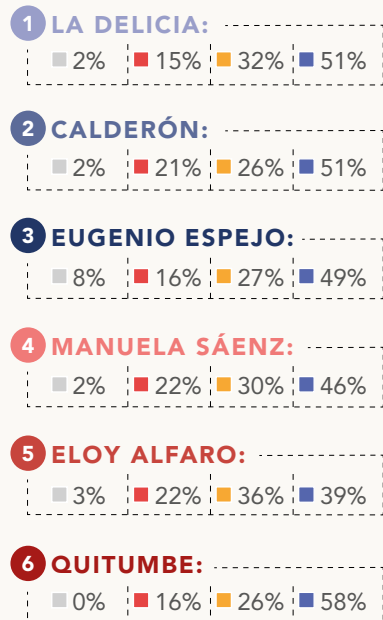 1 LA DELICIA:
2% 15% 32% 51%
2 CALDERÓN:
2% 21% 26% 51%
3 EUGENIO ESPEJO:
8% 16% 27% 49%
4 MANUELA SÁENZ:
2% 22% 30% 46%
5 ELOY ALFARO:
3% 22% 36% 39%
6 QUITUMBE:
0% 16% 26% 58%